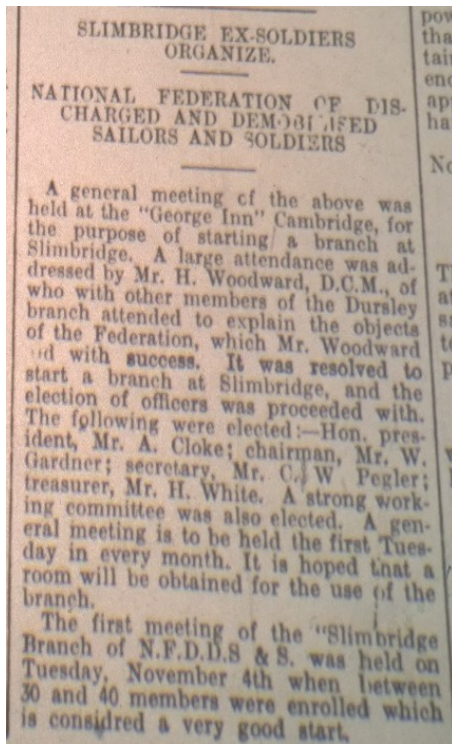 SLIMBRIDGE EX-SOLDIERS
ORGANIZE.
NATIONAL FEDERATION OF DIS-
CHARGED AND DEMOBILISED
SAILORS AND SOLDIERS
A general meeting of the above was
held at the "George Inn" Cambridge, for
the purpose of starting a branch at
Slimbridge. A large attendance was ad-
dressed by Mr. H. Woodward, D.C.M., of
who with other members of the Dursley
branch attended to explain the objects
of the Federation, which Mr. Woodward
with success. It was resolved to
start a branch at Slimbridge, and the
election of officers was proceeded with.
The following were elected:—Hon. pres-
ident, Mr. A. Cloke; chairman, Mr. W.
Gardner; secretary, Mr. C. W Pegler;
treasurer, Mr. H. White. A strong work-
ing committee was also elected. A gen-
eral meeting is to be held the first Tues-
day in every month. It is hoped that a
room will be obtained for the use of the
branch.
The first meeting of the "Slimbridge
Branch of N.F.D.D.S & S. was held on
Tuesday, November 4th when between
30 and 40 members were enrolled which
is considred a very good start.